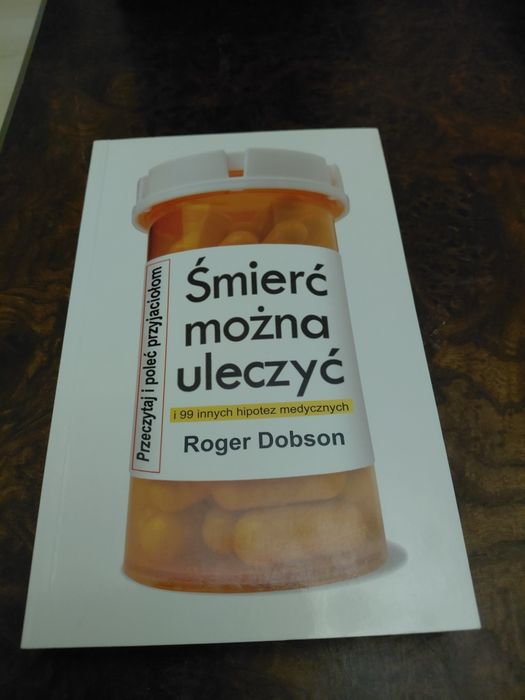 Przeczytaj i poleć przyjaciołom
Śmierć
można
uleczyć
i 99 innych hipotez medycznych
Roger Dobson